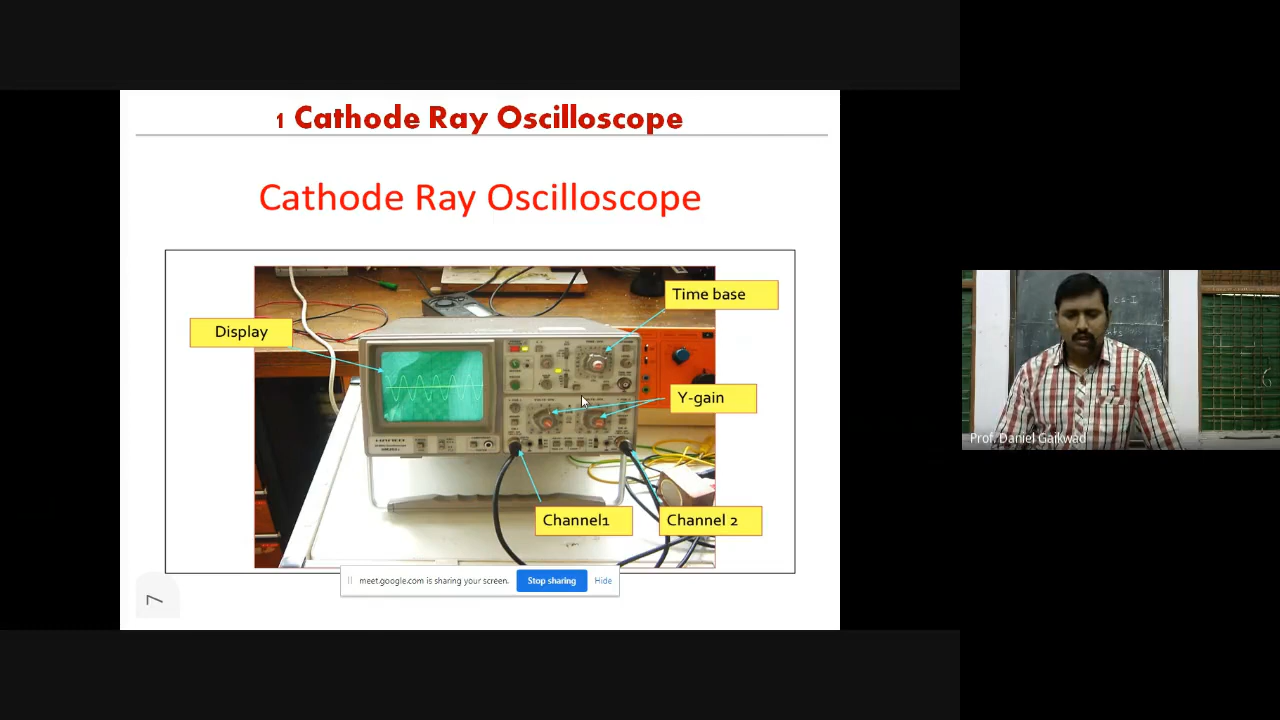 1 Cathode Ray Oscilloscope
Cathode Ray Oscilloscope
Time base
Display
Y-gain
Channel1
Channel 2
meet.google.com is sharing your screen.
Stop sharing
Hide
7
Prof. Daniel Gaikwad